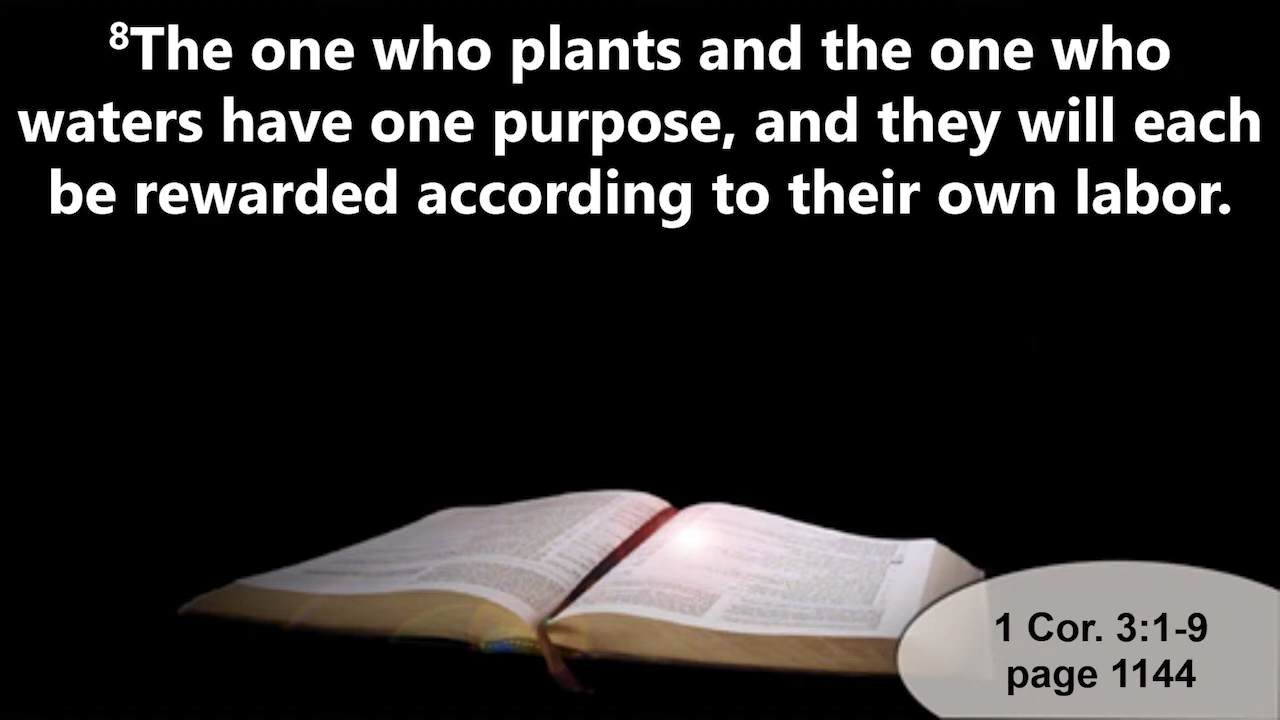 ⁸The one who plants and the one who
waters have one purpose, and they will each
be rewarded according to their own labor.
1 Cor. 3:1-9
page 1144